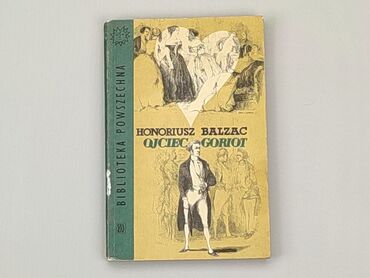 BIBLIOTEKA POWSZECHNA
HONORIUSZ BALZAC
OJCIEC GORIOT